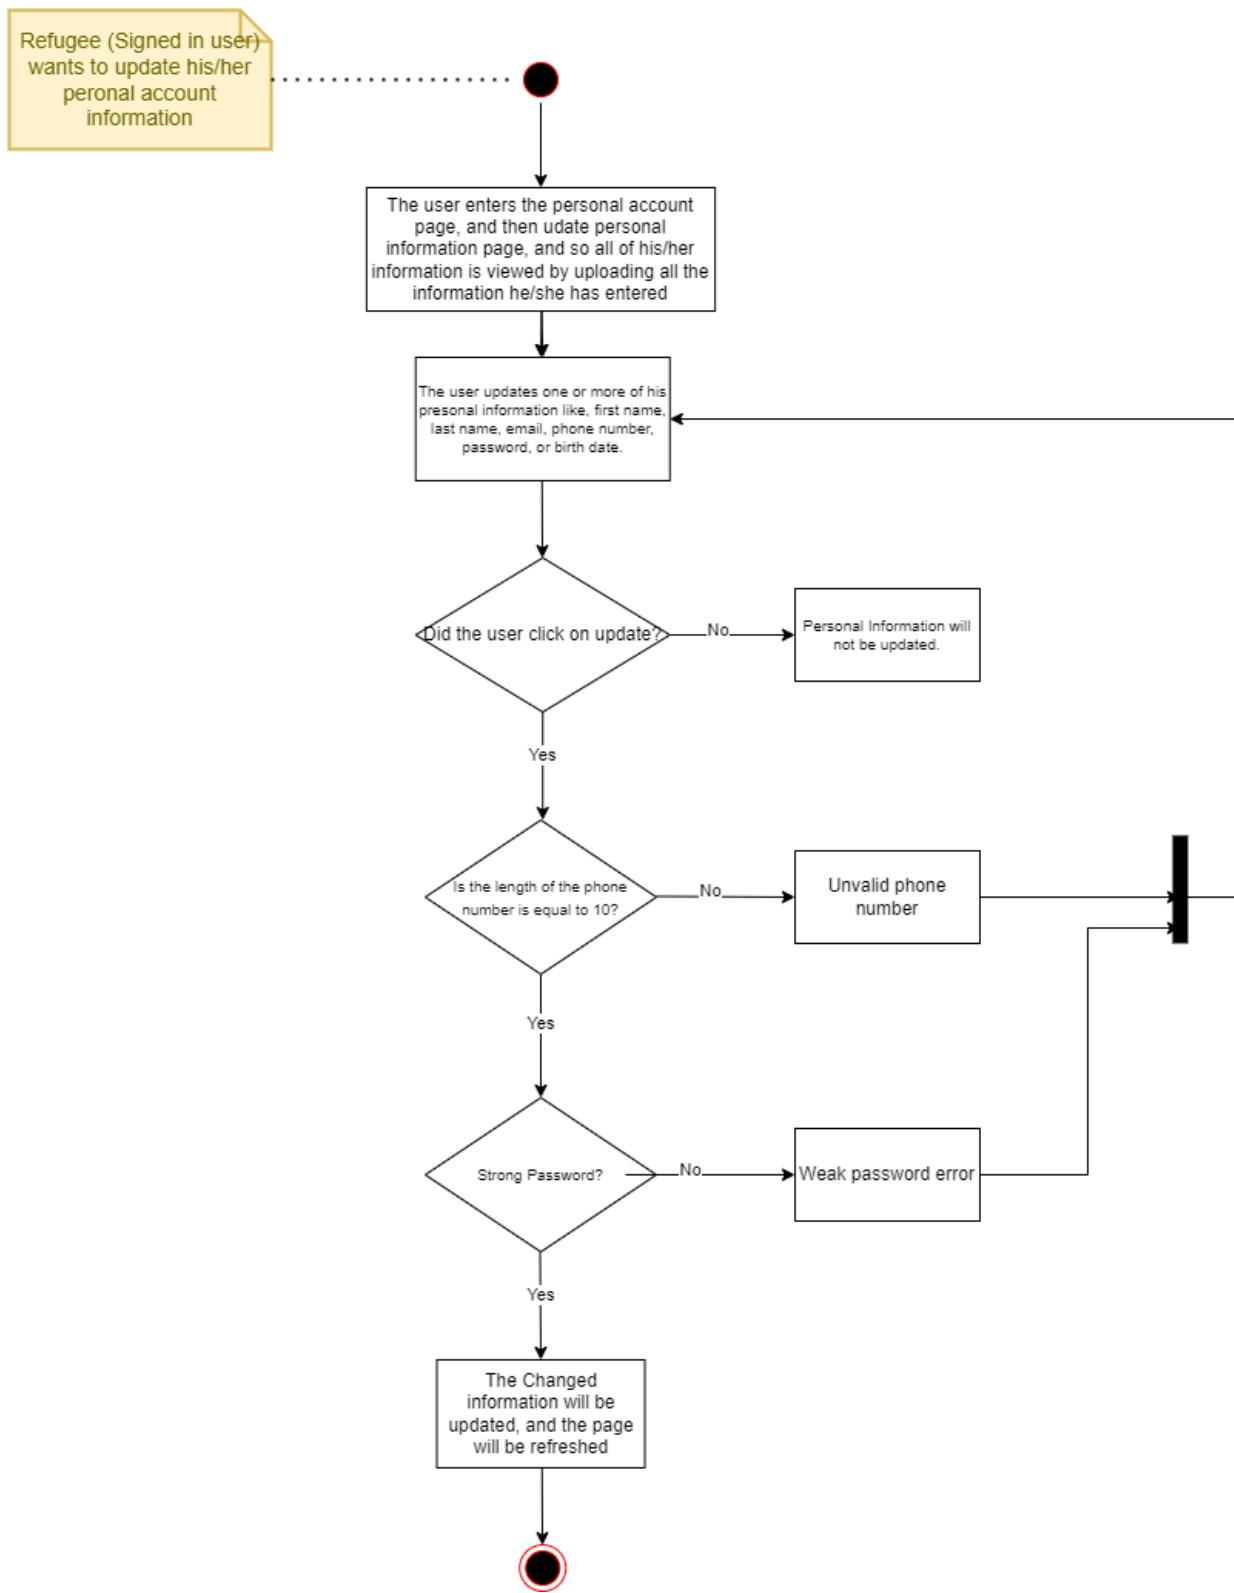 Refugee (Signed in user)
wants to update his/her
peronal account
information
The user enters the personal account
page, and then udate personal
information page, and so all of his/her
information is viewed by uploading all the
information he/she has entered
The user updates one or more of his
presonal information like, first name,
last name, email, phone number,
password, or birth date.
Did the user click on update?
No
Personal Information will
not be updated.
Yes
Is the length of the phone
number is equal to 10?
No
Unvalid phone
number
Yes
Strong Password?
No
Weak password error
Yes
The Changed
information will be
updated, and the page
will be refreshed